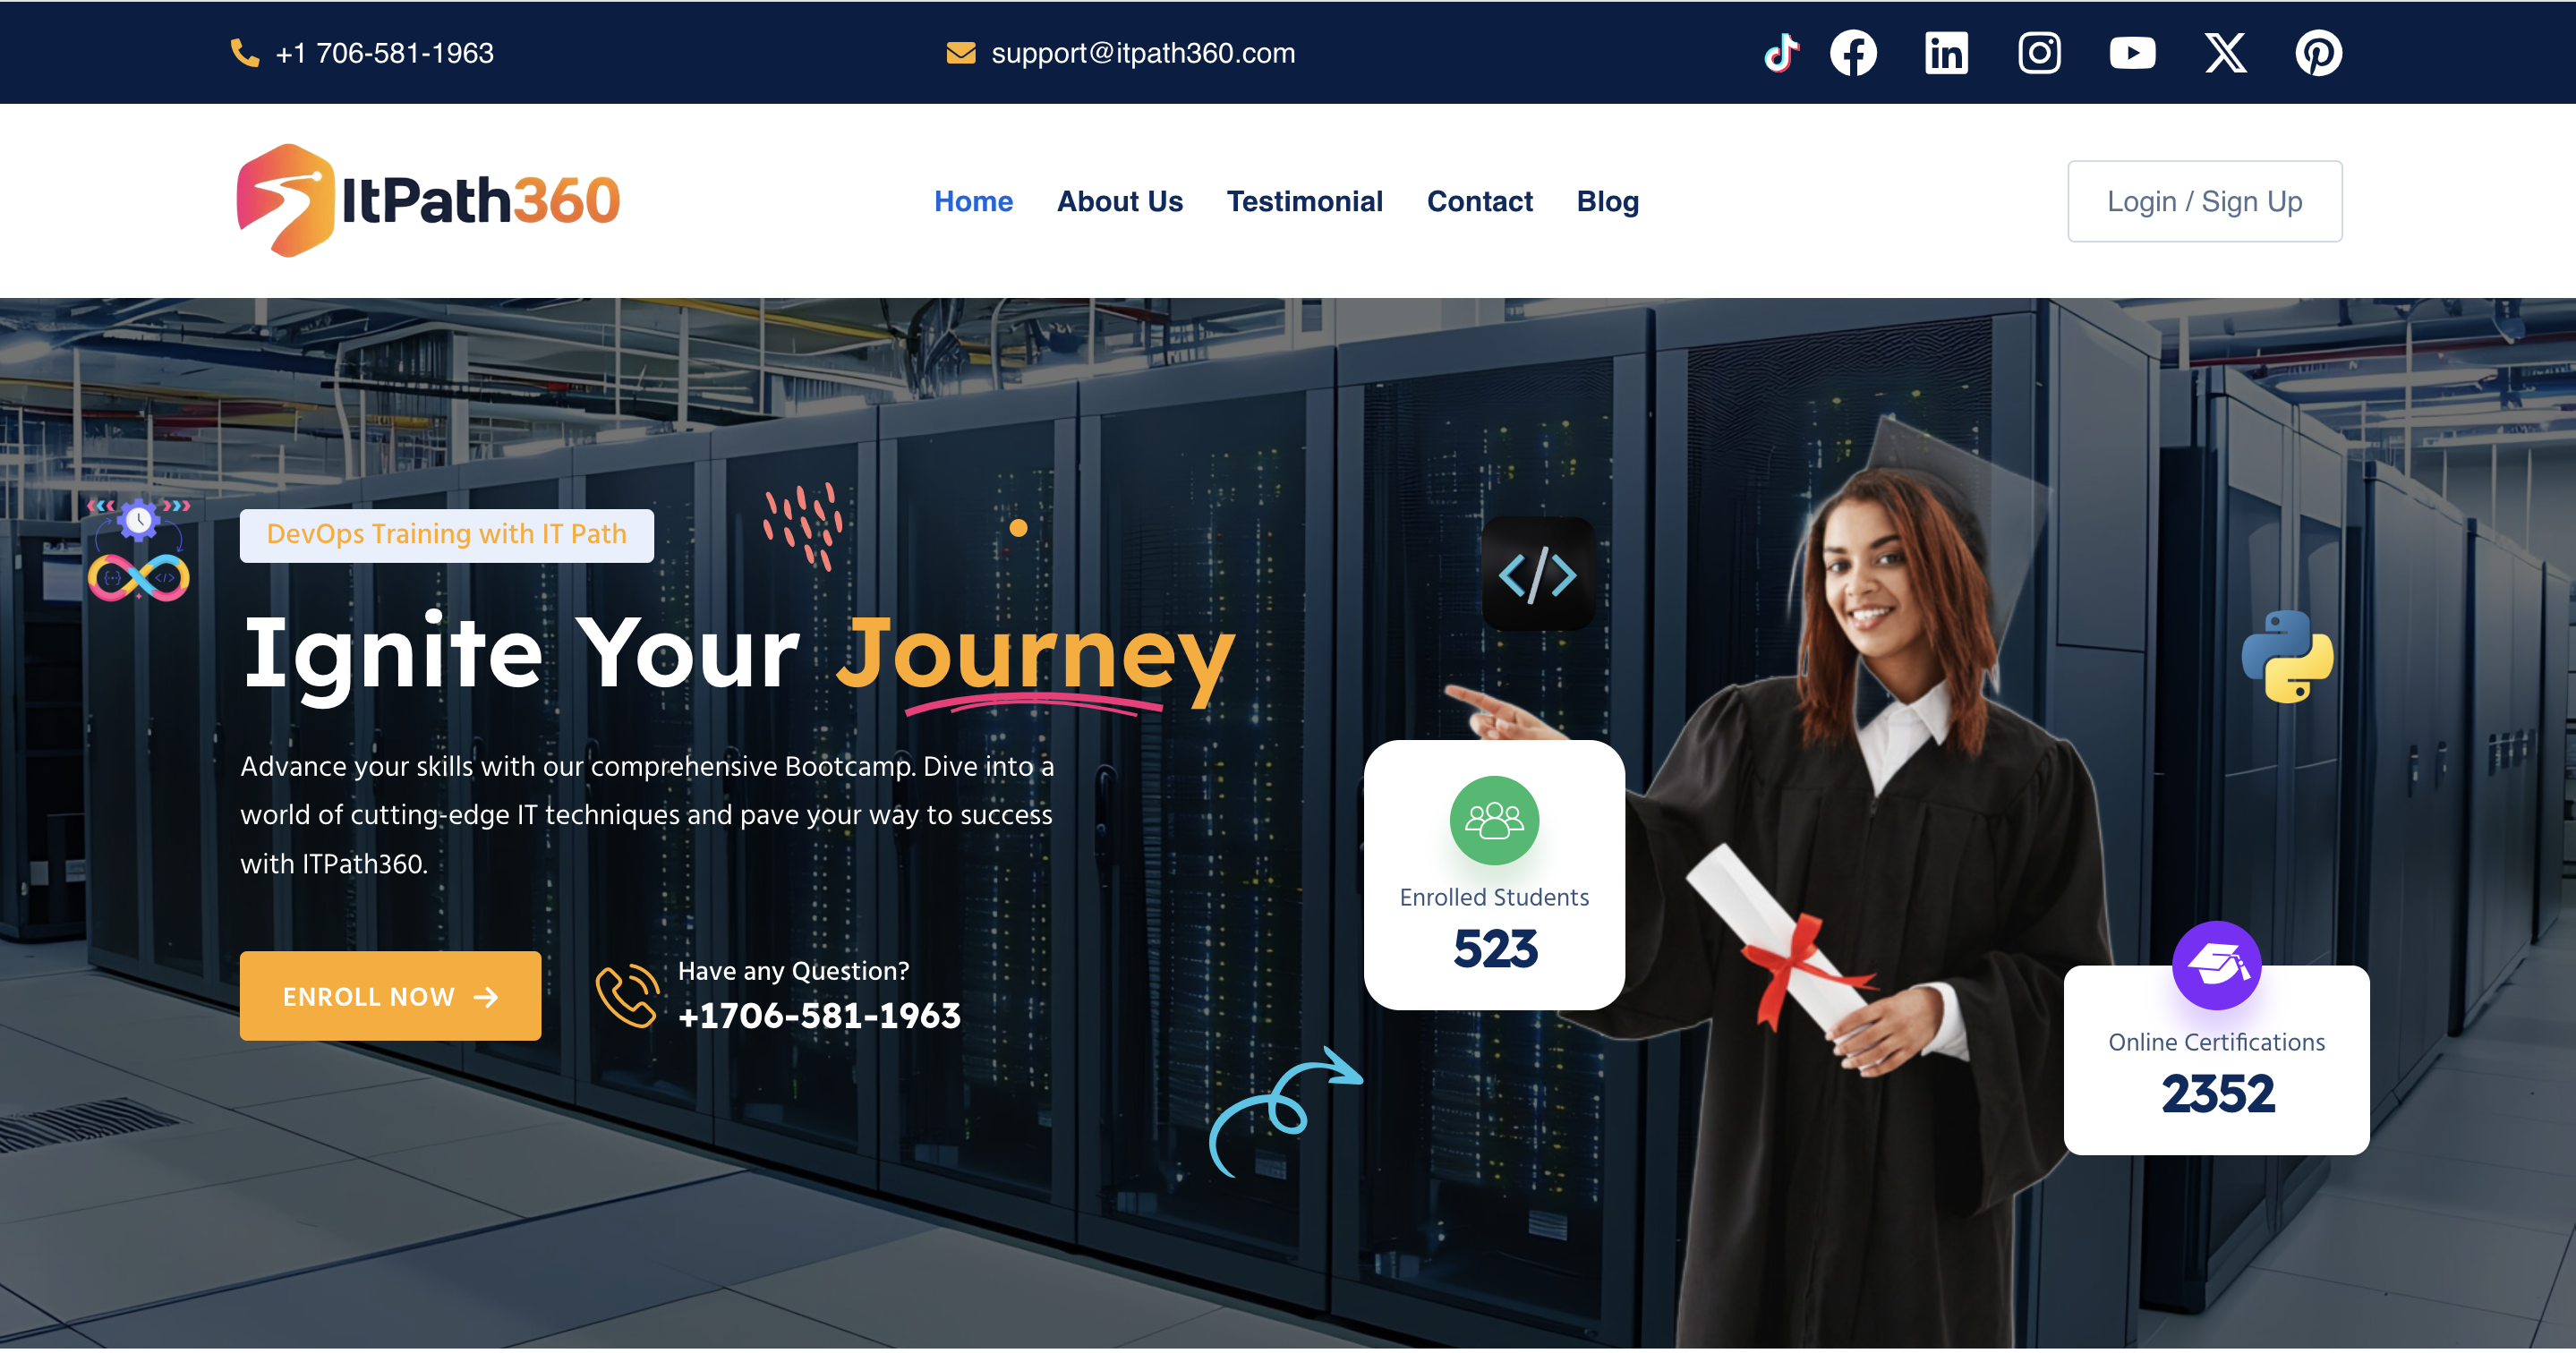 +1 706-581-1963
support@itpath360.com
ItPath360
Home
About Us
Testimonial
Contact
Blog
Login / Sign Up
DevOps Training with IT Path
Ignite Your Journey
Advance your skills with our comprehensive Bootcamp. Dive into a
world of cutting-edge IT techniques and pave your way to success
with ITPath360.
ENROLL NOW
Have any Question?
+1706-581-1963
Enrolled Students
523
Online Certifications
2352